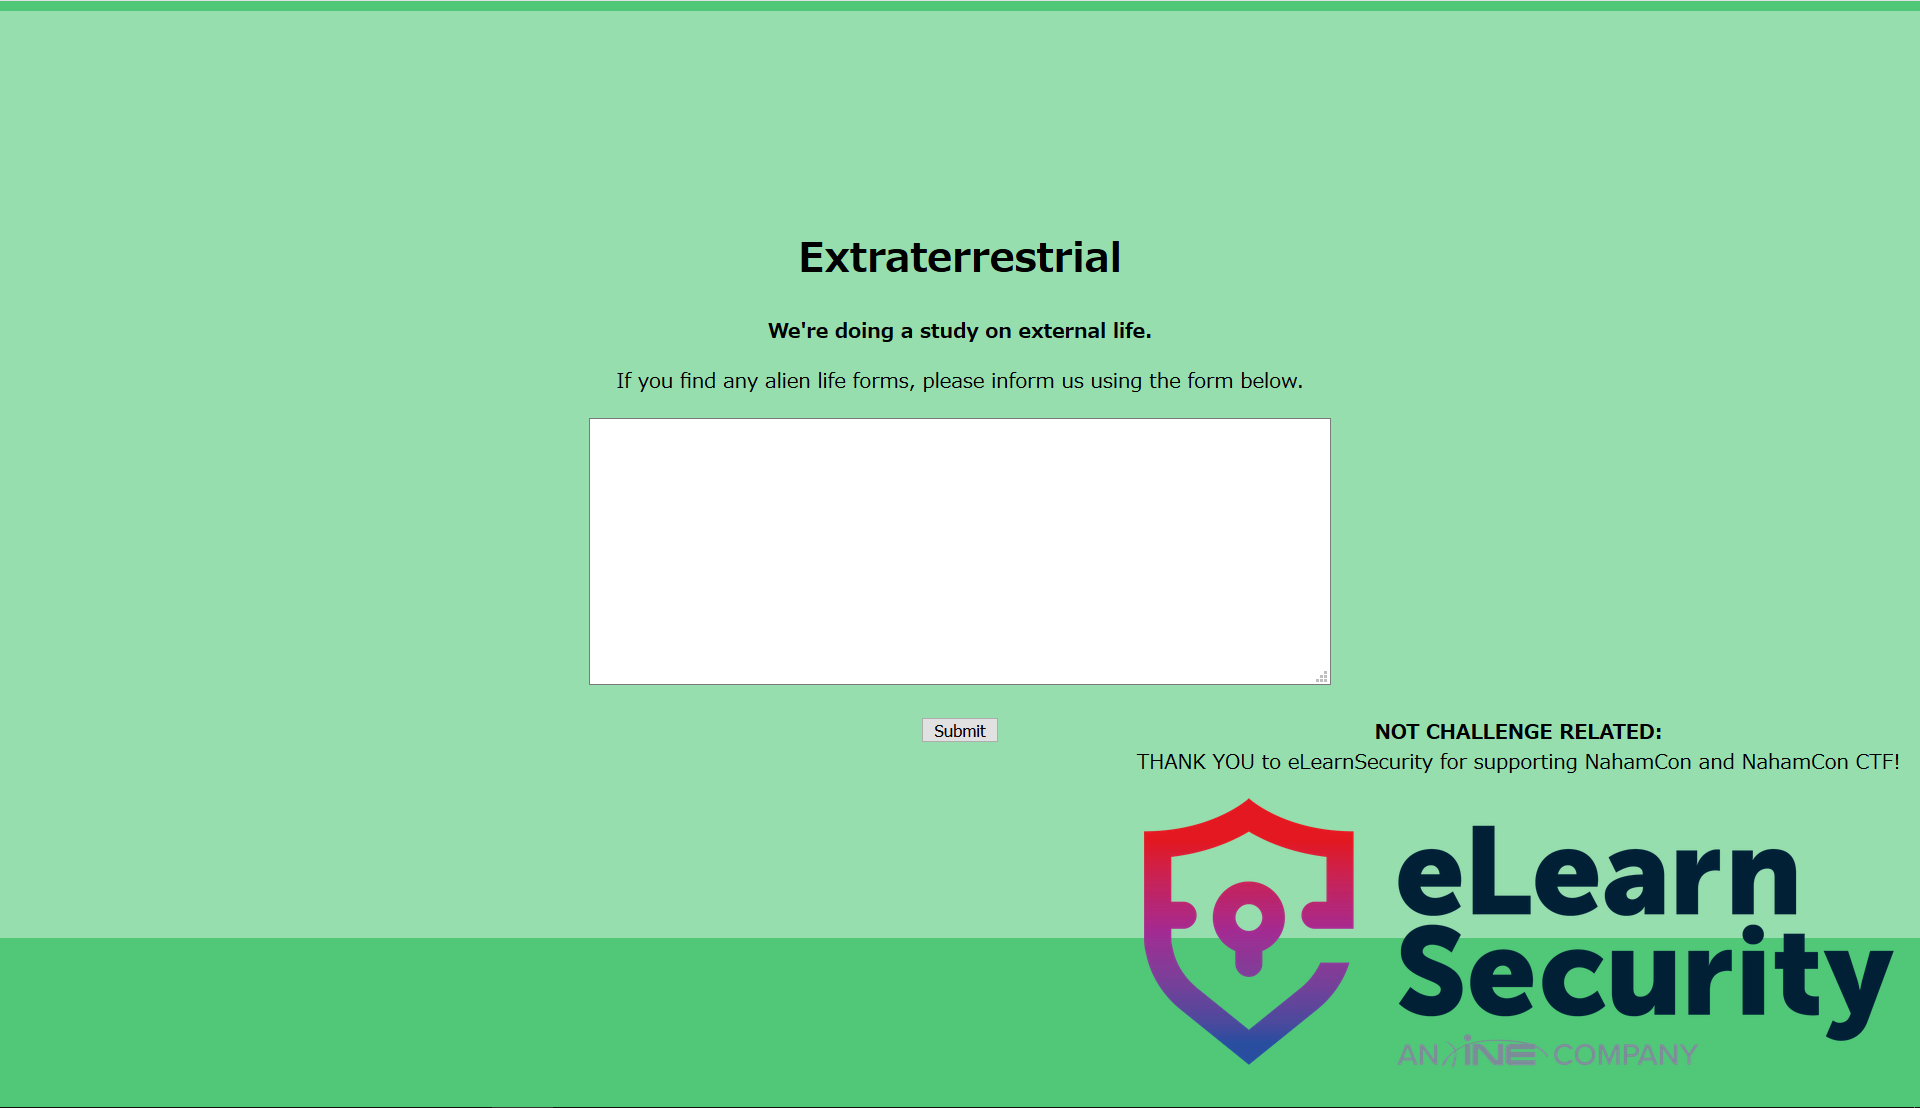 Extraterrestrial
We're doing a study on external life.
If you find any alien life forms, please inform us using the form below.
Submit
NOT CHALLENGE RELATED:
THANK YOU to eLearnSecurity for supporting NahamCon and NahamCon CTF!
eLearn
Security
AN INE COMPANY